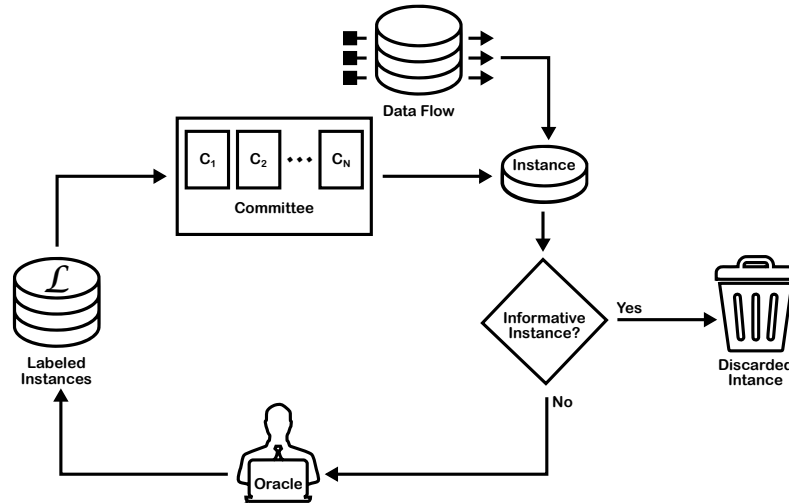 Data Flow
C1 C2 ... CN
Committee
Instance
Informative
Instance?
Yes
Discarded
Intance
No
ℒ
Labeled
Instances
Oracle